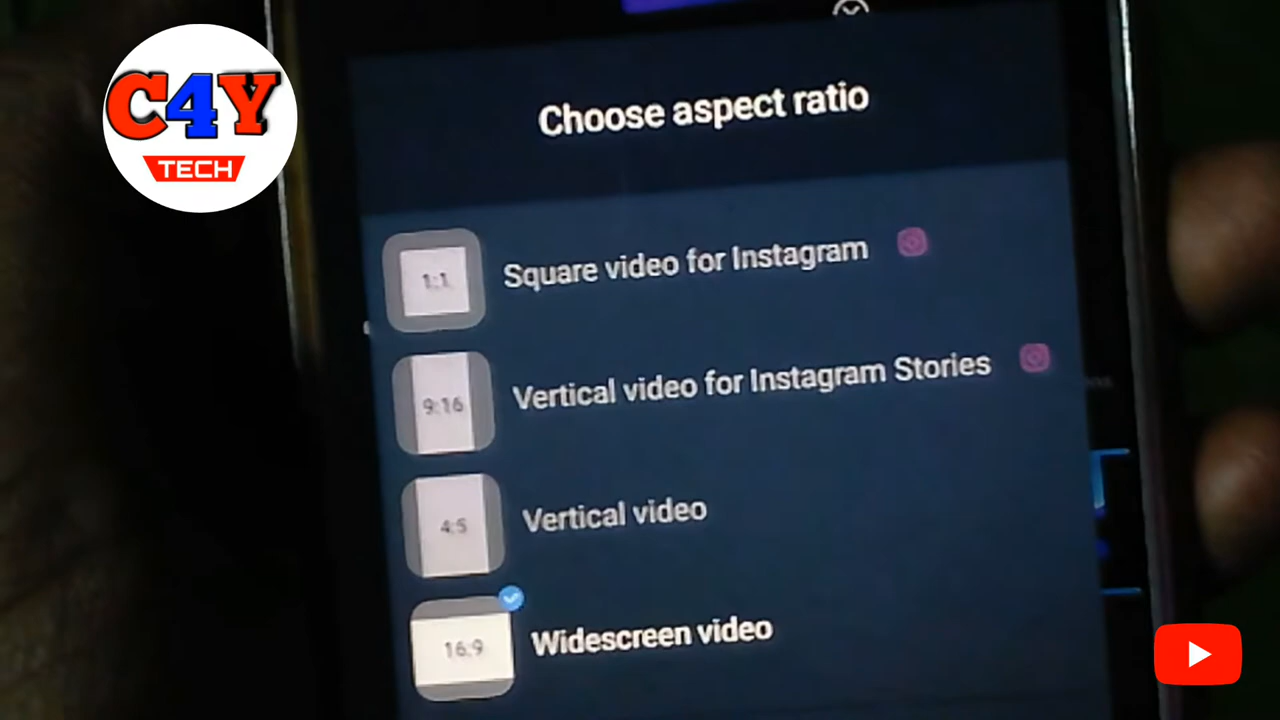 C4Y
TECH
Choose aspect ratio
1:1
Square video for Instagram
9:16
Vertical video for Instagram Stories
4:5
Vertical video
16:9
Widescreen video